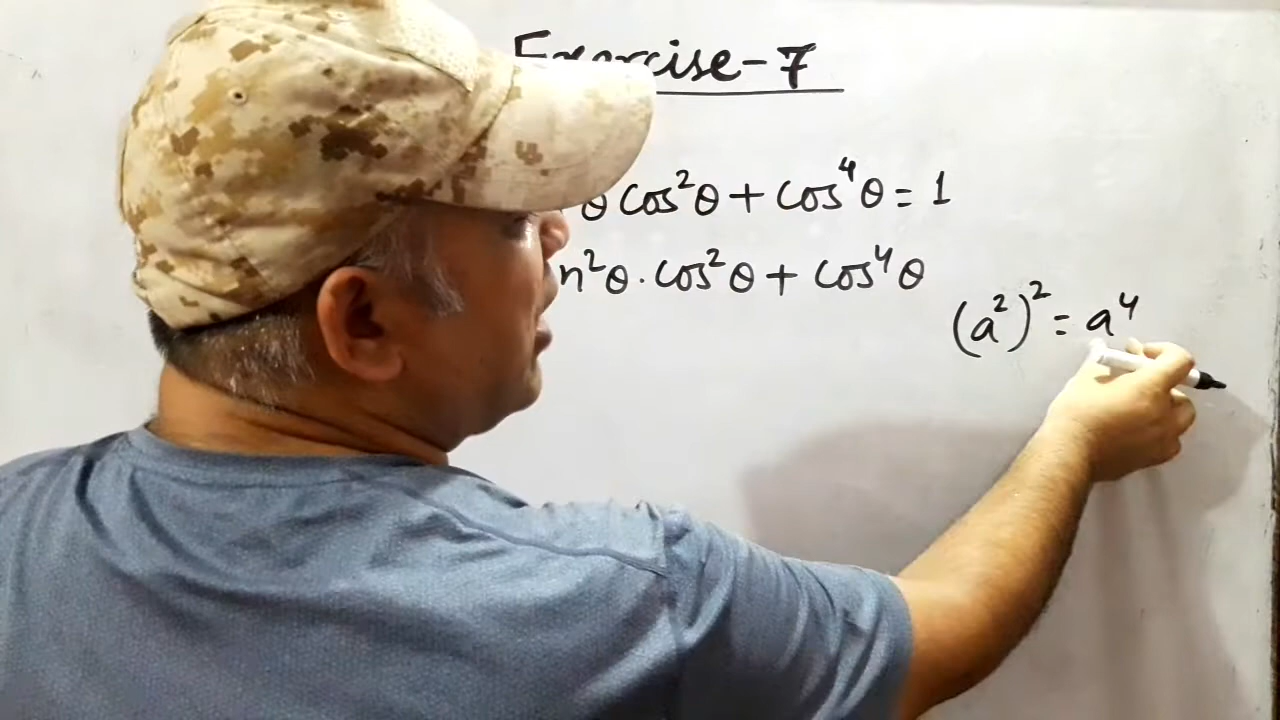 Exercise-7
θ cos²θ + cos⁴θ = 1
n²θ · cos²θ + cos⁴θ
(a²)² = a⁴